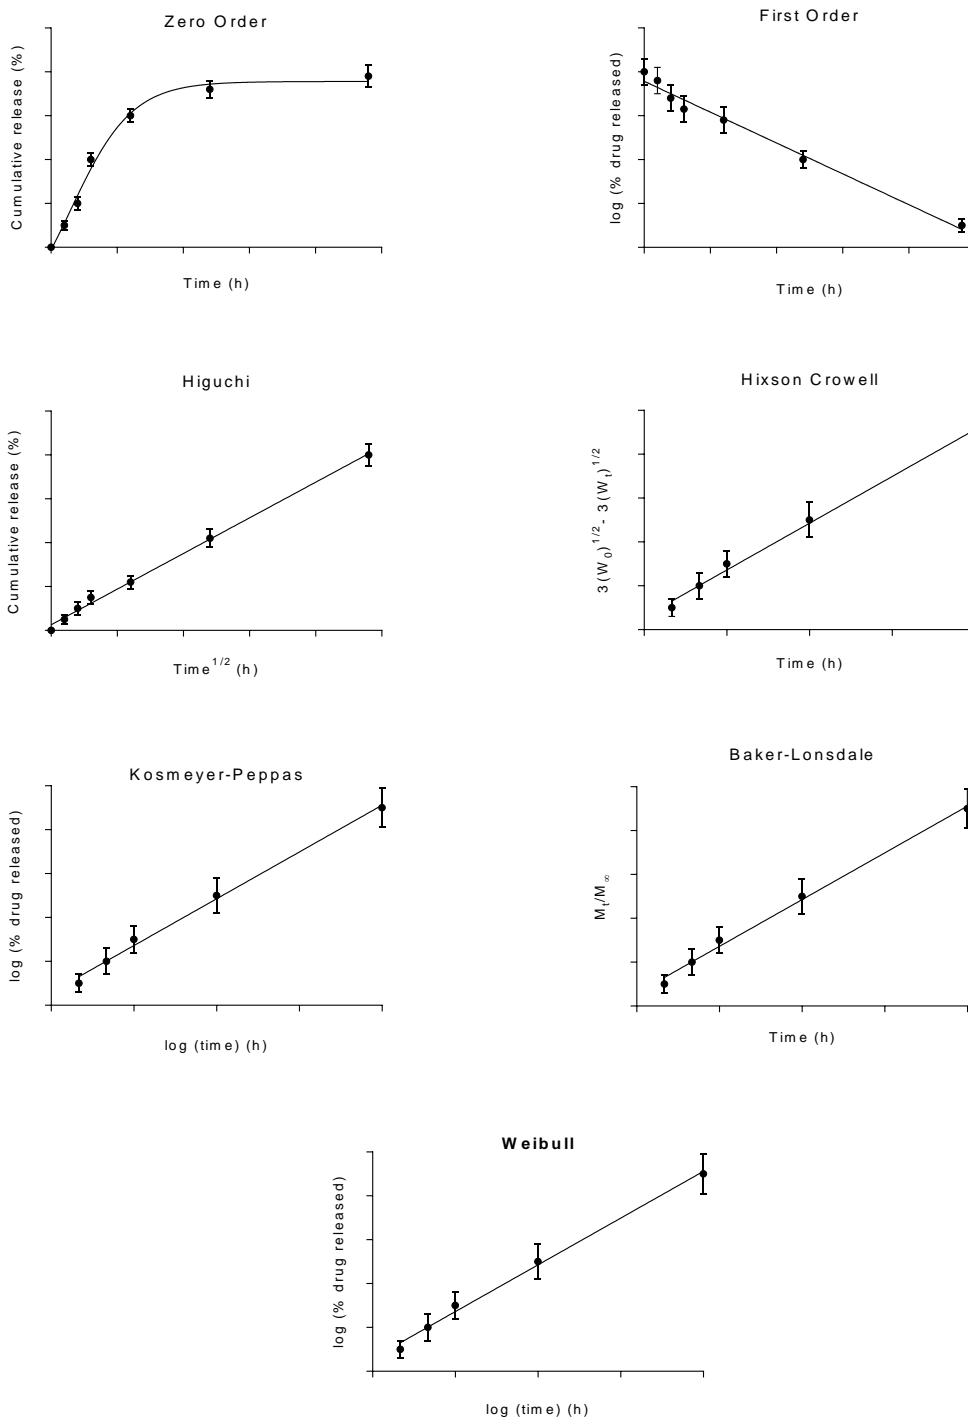 Zero Order
Cumulative release (%)
Time (h)
First Order
log (% drug released)
Time (h)
Higuchi
Cumulative release (%)
Time^1/2 (h)
Hixson Crowell
3(W₀)^1/2 - 3(Wₜ)^1/2
Time (h)
Kosmeyer-Peppas
log (% drug released)
log (time) (h)
Baker-Lonsdale
Mₜ/M∞
Time (h)
Weibull
log (% drug released)
log (time) (h)